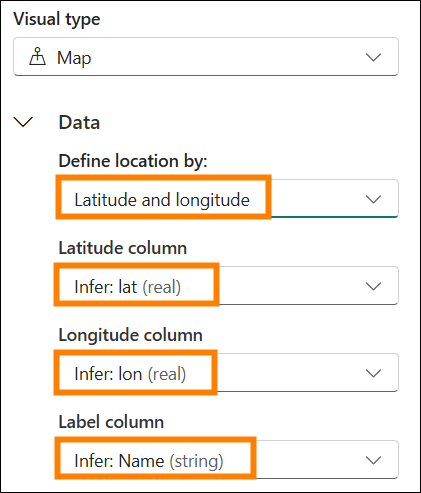 Visual type
Map
Data
Define location by:
Latitude and longitude
Latitude column
Infer: lat (real)
Longitude column
Infer: lon (real)
Label column
Infer: Name (string)